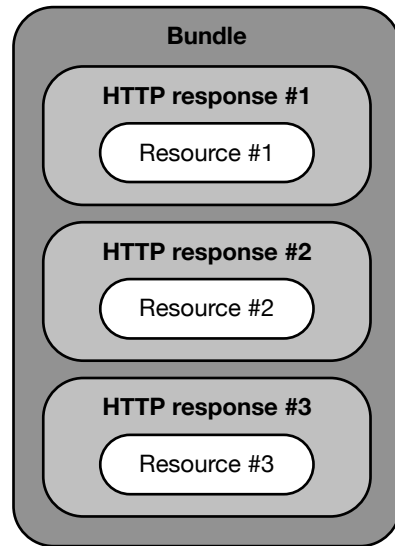 Bundle
HTTP response #1
Resource #1
HTTP response #2
Resource #2
HTTP response #3
Resource #3